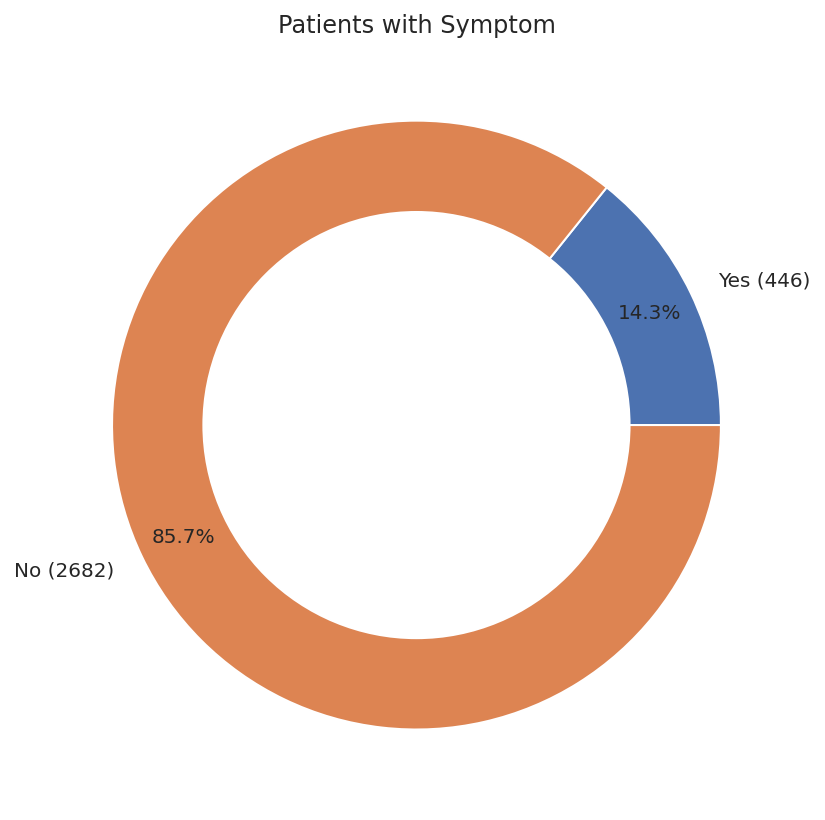 Patients with Symptom
Yes (446)
14.3%
85.7%
No (2682)